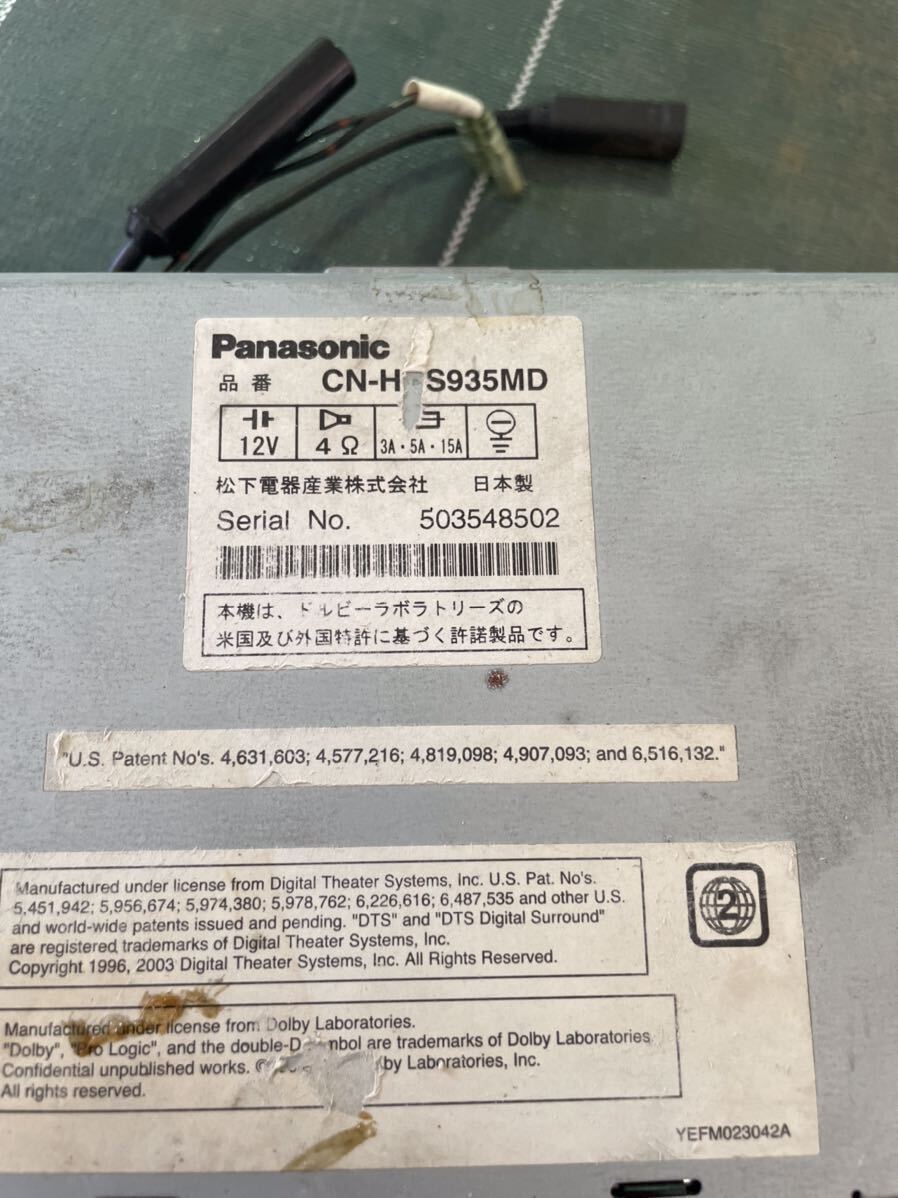 Panasonic
品番
12V 4Ω 3A・5A・15A
松下電器産業株式会社 日本製
Serial No. 503548502
本機は、ドルビーラボラトリーズの
米国及び外国特許に基づく許諾製品です。
"U.S. Patent No's. 4,631,603; 4,577,216; 4,819,098; 4,907,093; and 6,516,132."
Manufactured under license from Digital Theater Systems, Inc. U.S. Pat. No's.
5,451,942; 5,956,674; 5,974,380; 5,978,762; 6,226,616; 6,487,535 and other U.S.
and world-wide patents issued and pending. "DTS" and "DTS Digital Surround"
are registered trademarks of Digital Theater Systems, Inc.
Copyright 1996, 2003 Digital Theater Systems, Inc. All Rights Reserved.
2
Manufactured under license from Dolby Laboratories.
"Dolby", "Pro Logic", and the are trademarks of Dolby Laboratories
Confidential unpublished works. Laboratories, Inc.
All rights reserved.
YEFM023042A